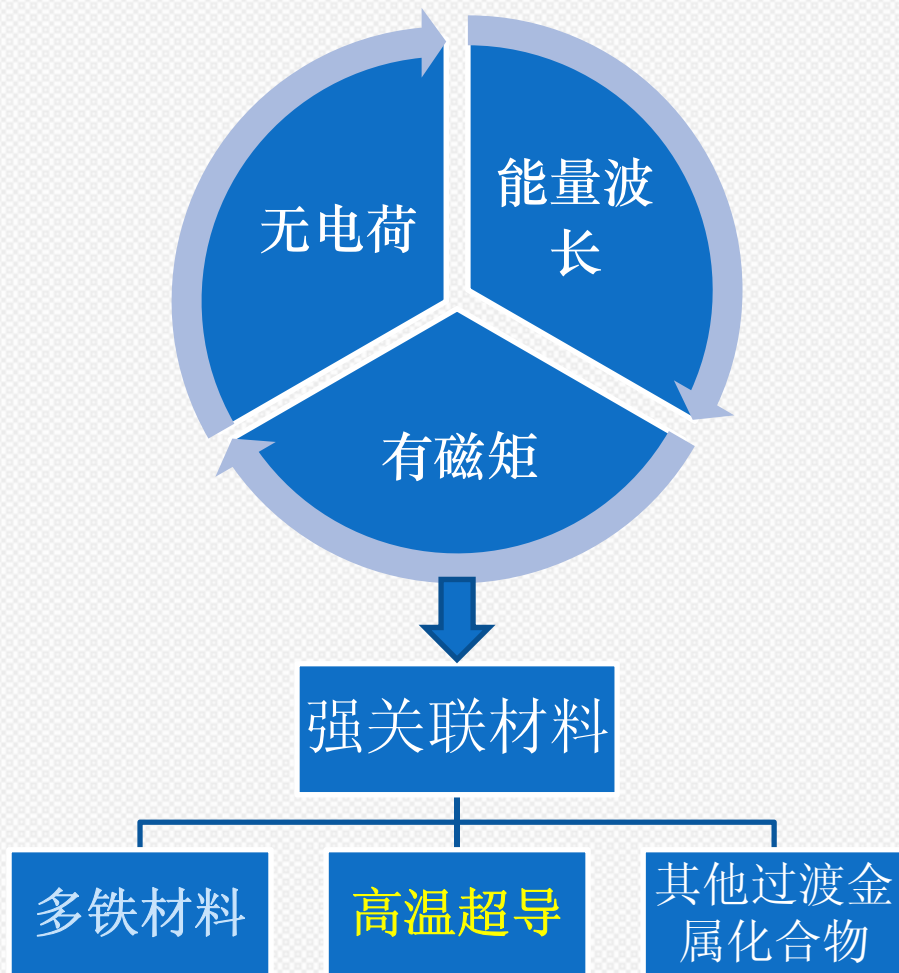 能量波
长
无电荷
有磁矩
强关联材料
多铁材料
高温超导
其他过渡金
属化合物